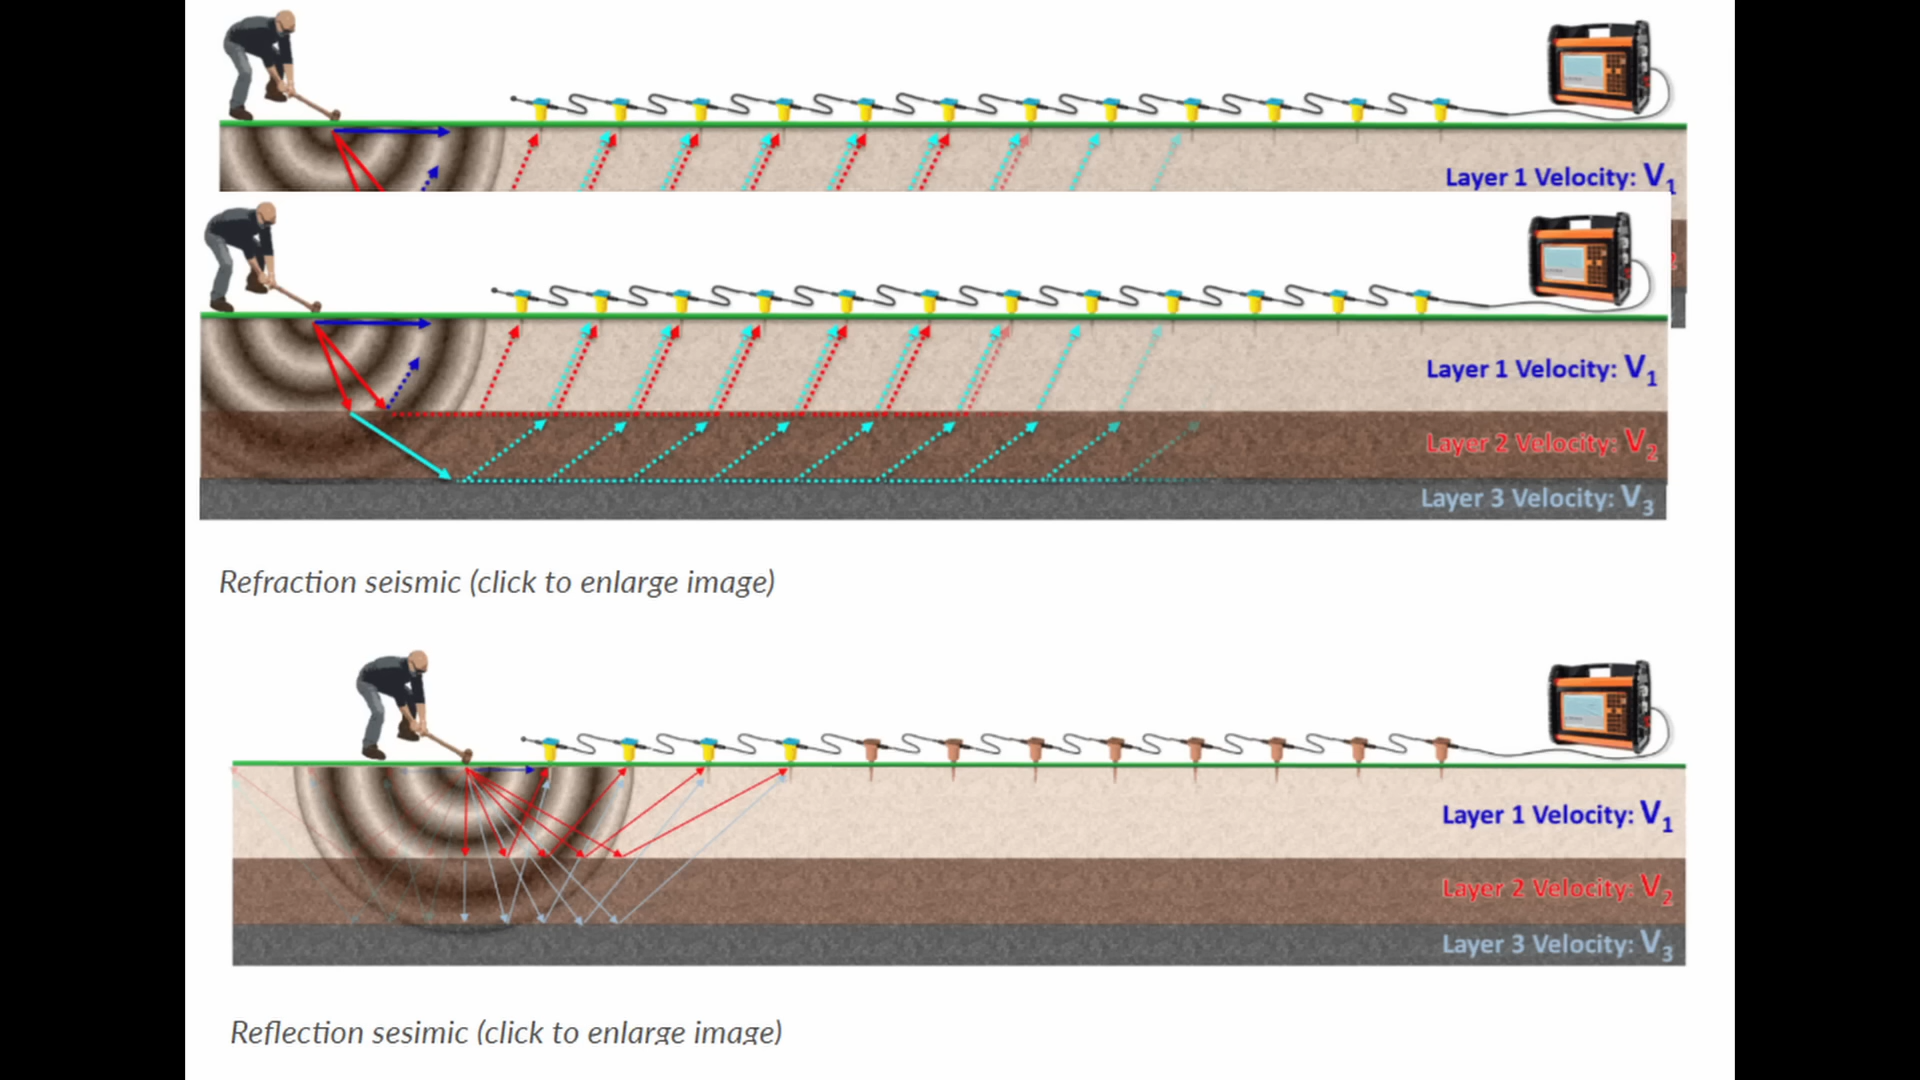 Layer 1 Velocity: V1
2
Layer 1 Velocity: V1
Layer 2 Velocity: V2
Layer 3 Velocity: V3
Refraction seismic (click to enlarge image)
Layer 1 Velocity: V1
Layer 2 Velocity: V2
Layer 3 Velocity: V3
Reflection sesimic (click to enlarge image)